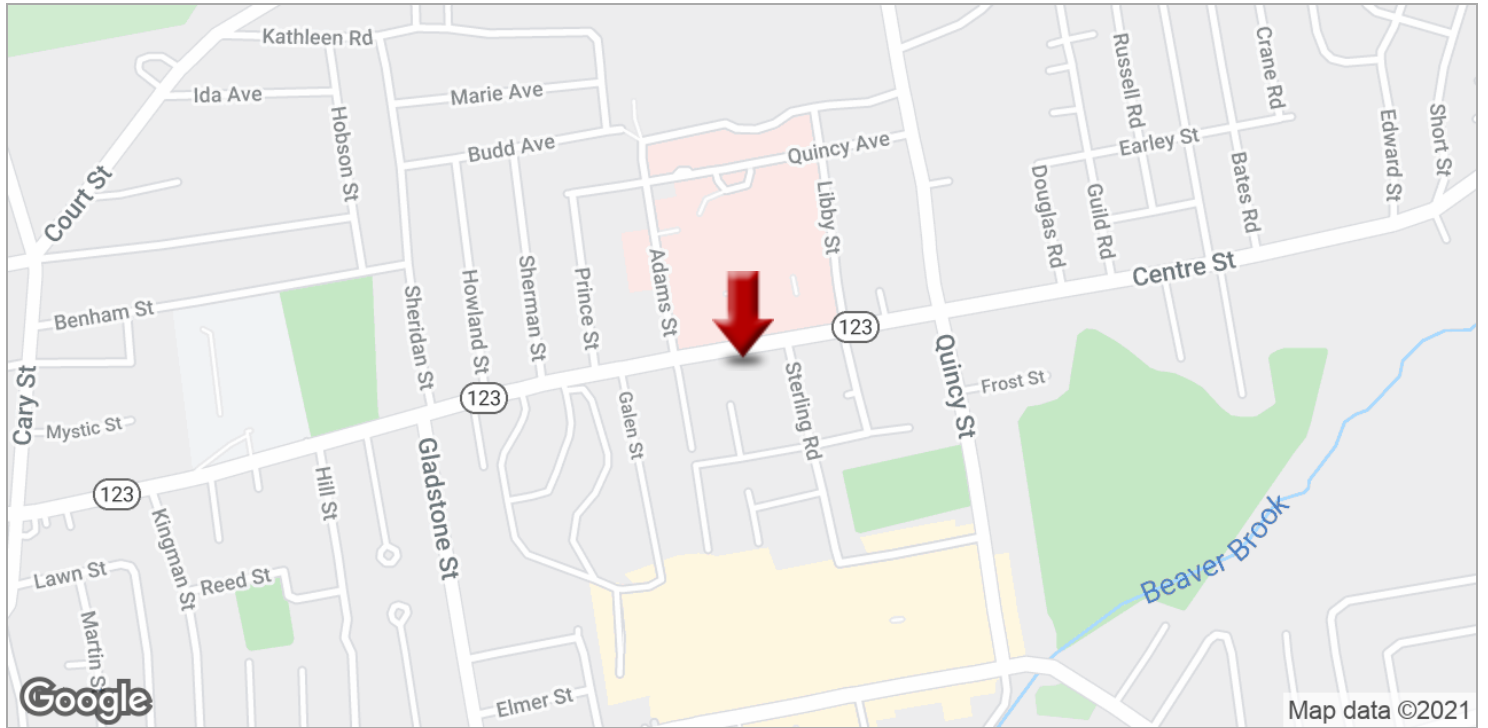 Kathleen Rd
Ida Ave
Marie Ave
Hobson St
Budd Ave
Quincy Ave
Russell Rd
Crane Rd
Earley St
Edward St
Short St
Court St
Libby St
Douglas Rd
Guild Rd
Bates Rd
Adams St
Centre St
Benham St
Sheridan St
Howland St
Sherman St
Prince St
123
Cary St
Mystic St
123
Galen St
Sterling Rd
Quincy St
Frost St
123
Hill St
Gladstone St
Kingman St
Lawn St
Reed St
Martin St
Beaver Brook
Elmer St
Google
Map data ©2021